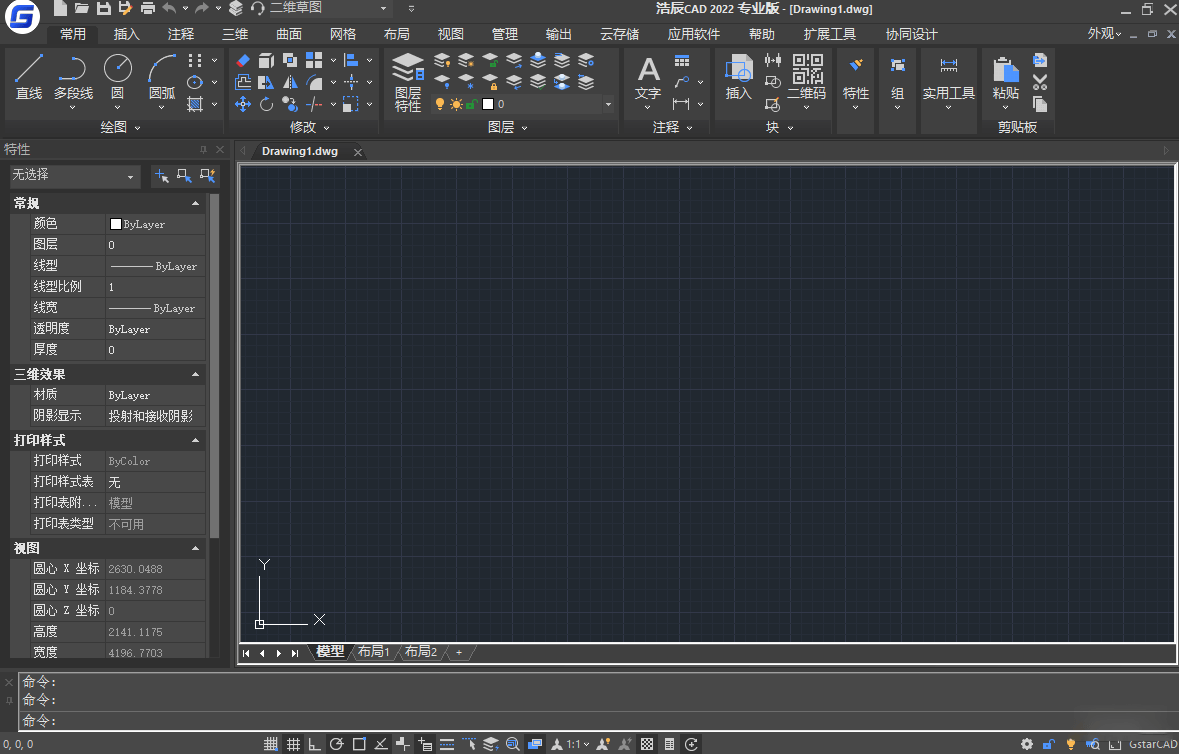 二维草图 浩辰CAD 2022 专业版 - [Drawing1.dwg]
常用 插入 注释 三维 曲面 网格 布局 视图 管理 输出 云存储 应用软件 帮助 扩展工具 协同设计 外观
直线 多段线 圆 圆弧 图层特性 0 文字 插入 二维码 特性 组 实用工具 粘贴
绘图 修改 图层 注释 块 剪贴板
特性 Drawing1.dwg
无选择
常规
颜色 ByLayer
图层 0
线型 ByLayer
线型比例 1
线宽 ByLayer
透明度 ByLayer
厚度 0
三维效果
材质 ByLayer
阴影显示 投射和接收阴影
打印样式
打印样式 ByColor
打印样式表 无
打印表附... 模型
打印表类型 不可用
视图
圆心 X 坐标 2630.0488
圆心 Y 坐标 1184.3778
圆心 Z 坐标 0
高度 2141.1175
宽度 4196.7703
Y
X
模型 布局1 布局2 +
命令:
命令:
命令:
0, 0, 0 1:1 GstarCAD